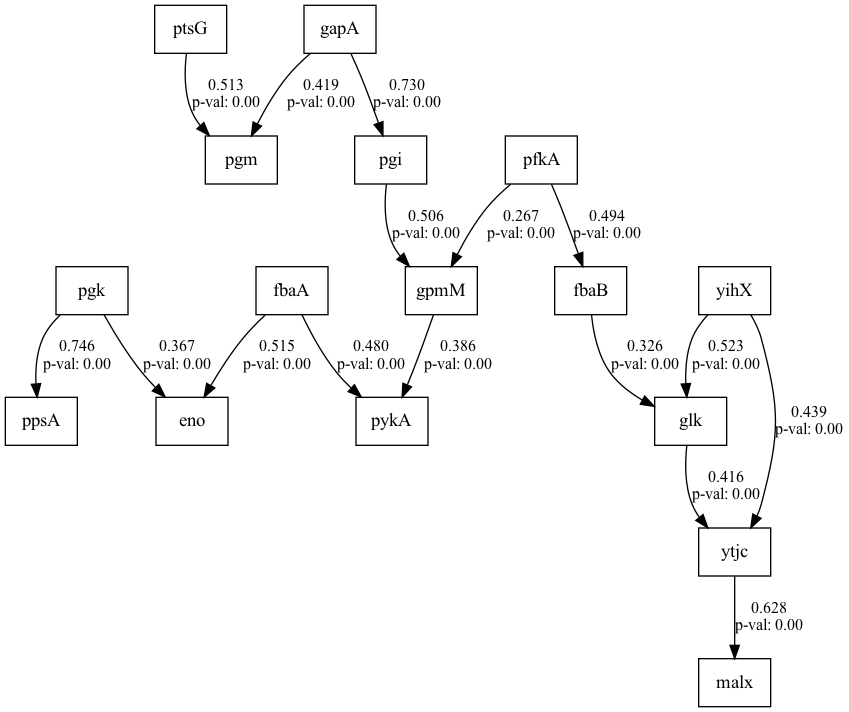 ptsG
gapA
0.513
p-val: 0.00
0.419
p-val: 0.00
0.730
p-val: 0.00
pgm
pgi
pfkA
0.506
p-val: 0.00
0.267
p-val: 0.00
0.494
p-val: 0.00
pgk
fbaA
gpmM
fbaB
yihX
0.746
p-val: 0.00
0.367
p-val: 0.00
0.515
p-val: 0.00
0.480
p-val: 0.00
0.386
p-val: 0.00
0.326
p-val: 0.00
0.523
p-val: 0.00
0.439
p-val: 0.00
ppsA
eno
pykA
glk
0.416
p-val: 0.00
ytjc
0.628
p-val: 0.00
malx